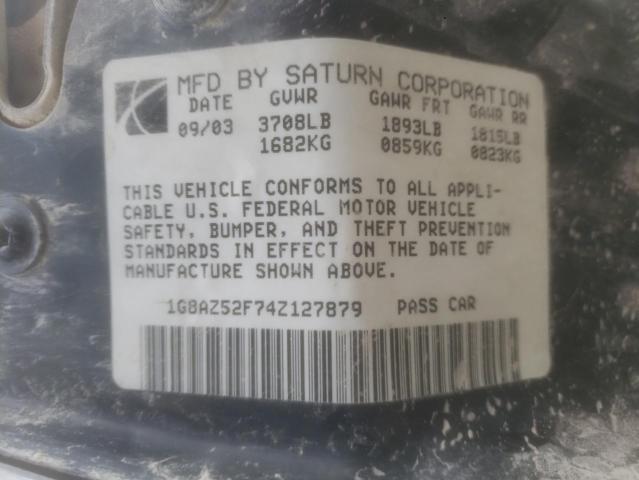 MFD BY SATURN CORPORATION
DATE GVWR GAWR FRT GAWR RR
09/03 3708LB 1893LB 1815LB
1682KG 0859KG 0823KG
THIS VEHICLE CONFORMS TO ALL APPLI-
CABLE U.S. FEDERAL MOTOR VEHICLE
SAFETY, BUMPER, AND THEFT PREVENTION
STANDARDS IN EFFECT ON THE DATE OF
MANUFACTURE SHOWN ABOVE.
1G8AZ52F74Z127879 PASS CAR